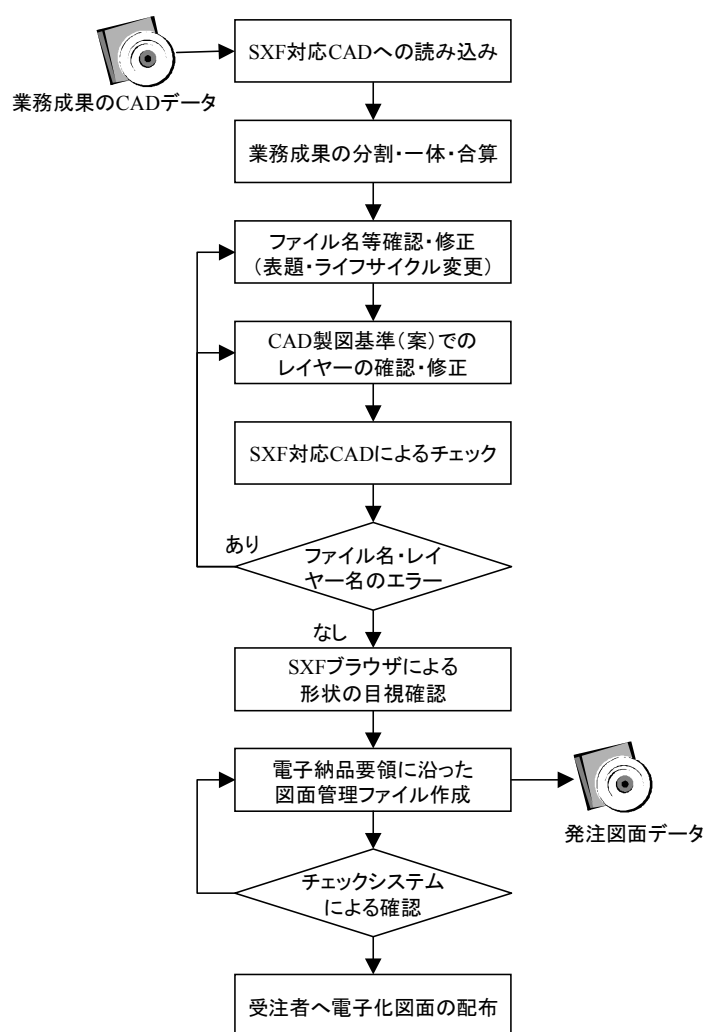 SXF対応CADへの読み込み
業務成果のCADデータ
業務成果の分割・一体・合算
ファイル名等確認・修正
（表題・ライフサイクル変更）
CAD製図基準（案）での
レイヤーの確認・修正
SXF対応CADによるチェック
あり
ファイル名・レイ
ヤー名のエラー
なし
SXFブラウザによる
形状の目視確認
電子納品要領に沿った
図面管理ファイル作成
発注図面データ
チェックシステム
による確認
受注者へ電子化図面の配布